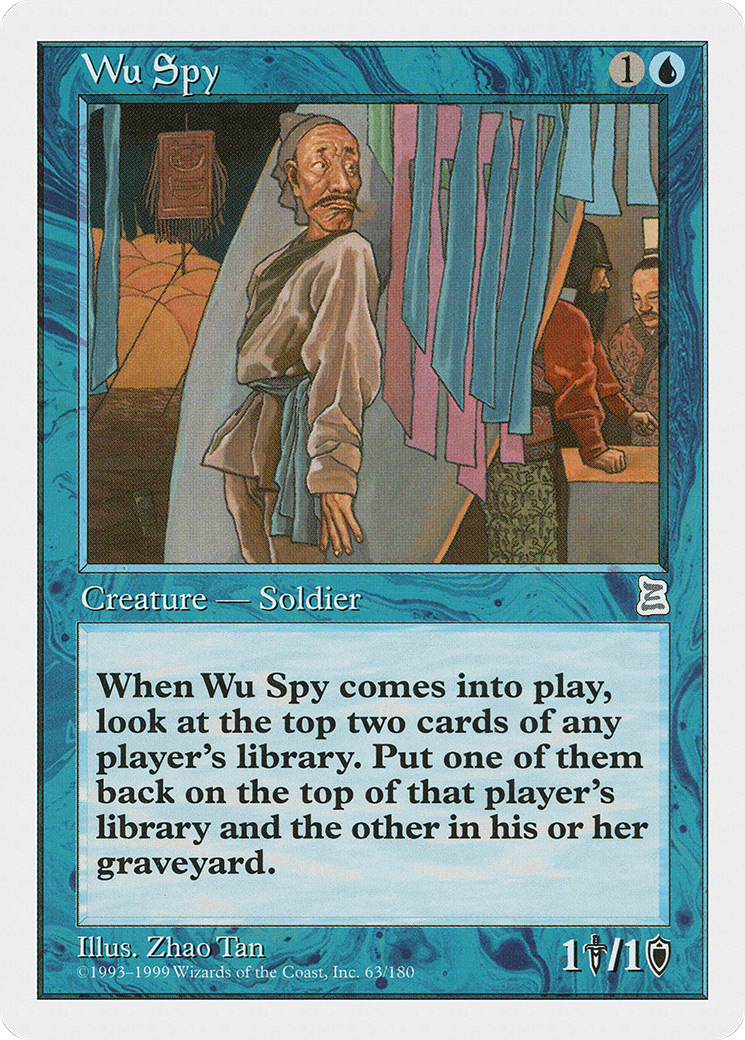 Wu Spy
1
Creature — Soldier
When Wu Spy comes into play,
look at the top two cards of any
player's library. Put one of them
back on the top of that player's
library and the other in his or her
graveyard.
Illus. Zhao Tan
1/1
©1993–1999 Wizards of the Coast, Inc. 63/180